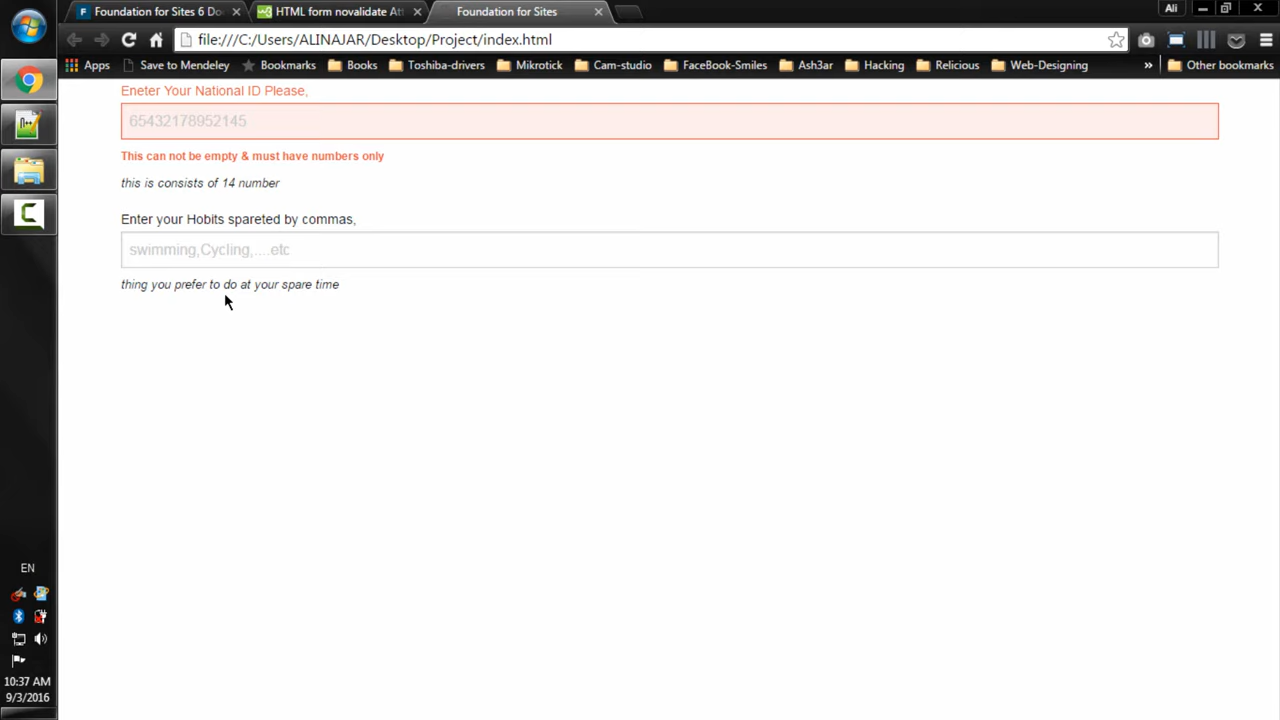 Foundation for Sites 6 Do
HTML form novalidate Att
Foundation for Sites
Ali
file:///C:/Users/ALINAJAR/Desktop/Project/index.html
Apps
Save to Mendeley
Bookmarks
Books
Toshiba-drivers
Mikrotick
Cam-studio
FaceBook-Smiles
Ash3ar
Hacking
Relicious
Web-Designing
»
Other bookmarks
Eneter Your National ID Please,
65432178952145
This can not be empty & must have numbers only
this is consists of 14 number
Enter your Hobits spareted by commas,
swimming,Cycling,....etc
thing you prefer to do at your spare time
EN
10:37 AM
9/3/2016